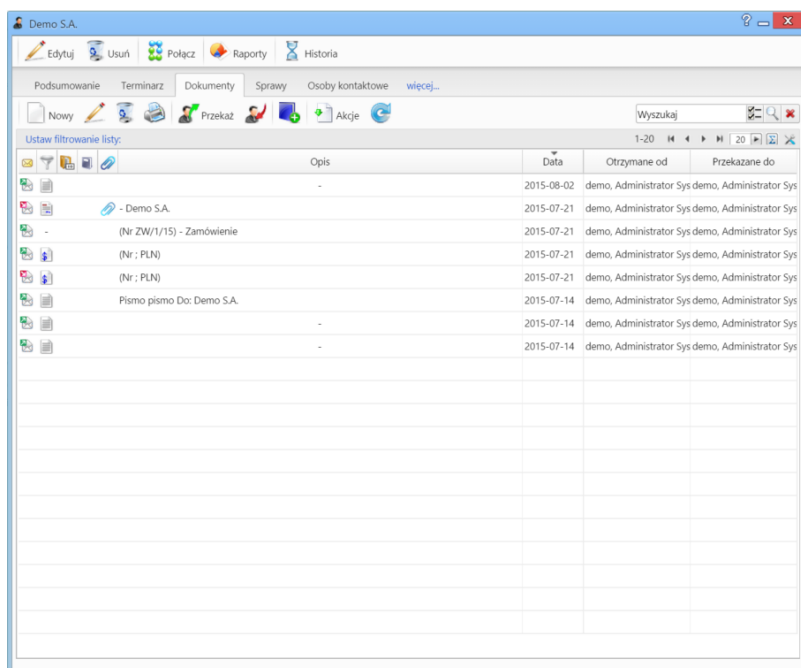 Demo S.A.
Edytuj Usuń Połącz Raporty Historia
Podsumowanie Terminarz Dokumenty Sprawy Osoby kontaktowe więcej...
Nowy Przekaż Akcje Wyszukaj
Ustaw filtrowanie listy: 1-20 20
Opis Data Otrzymane od Przekazane do
- 2015-08-02 demo, Administrator Sys demo, Administrator Sys
- Demo S.A. 2015-07-21 demo, Administrator Sys demo, Administrator Sys
- (Nr ZW/1/15) - Zamówienie 2015-07-21 demo, Administrator Sys demo, Administrator Sys
(Nr ; PLN) 2015-07-21 demo, Administrator Sys demo, Administrator Sys
(Nr ; PLN) 2015-07-21 demo, Administrator Sys demo, Administrator Sys
Pismo pismo Do: Demo S.A. 2015-07-14 demo, Administrator Sys demo, Administrator Sys
- 2015-07-14 demo, Administrator Sys demo, Administrator Sys
- 2015-07-14 demo, Administrator Sys demo, Administrator Sys